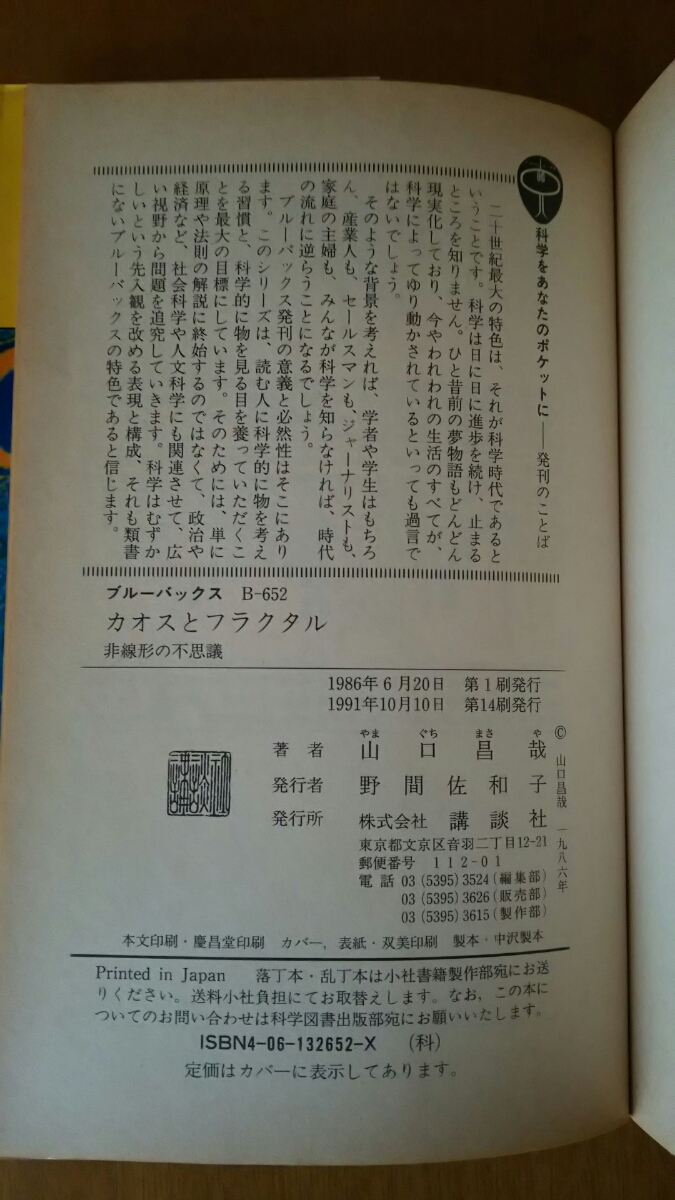 科学をあなたのポケットに――発刊のことば
二十世紀最大の特色は、それが科学時代であると
いうことです。科学は日に日に進歩を続け、止まる
ところを知りません。ひと昔前の夢物語もどんどん
現実化しており、今やわれわれの生活のすべてが、
科学によってゆり動かされているといっても過言で
はないでしょう。
そのような背景を考えれば、学者や学生はもちろ
ん、産業人も、セールスマンも、ジャーナリストも、
家庭の主婦も、みんなが科学を知らなければ、時代
の流れに逆らうことになるでしょう。
ブルーバックス発刊の意義と必然性はそこにあり
ます。このシリーズは、読む人に科学的に物を考え
る習慣と、科学的に物を見る目を養っていただくこ
とを最大の目標にしています。そのためには、単に
原理や法則の解説に終始するのではなくて、政治や
経済など、社会科学や人文科学にも関連させて、広
い視野から問題を追究していきます。科学はむずか
しいという先入観を改める表現と構成、それも類書
にないブルーバックスの特色であると信じます。
ブルーバックス B-652
カオスとフラクタル
非線形の不思議
1986年6月20日 第1刷発行
1991年10月10日 第14刷発行
© 山口昌哉 一九八六年
やま ぐち まさ や
著者 山口昌哉
発行者 野間佐和子
発行所 株式会社 講談社
東京都文京区音羽二丁目12-21
郵便番号 112-01
電話 03(5395)3524(編集部)
03(5395)3626(販売部)
03(5395)3615(製作部)
講談社
本文印刷・慶昌堂印刷 カバー, 表紙・双美印刷 製本・中沢製本
Printed in Japan 落丁本・乱丁本は小社書籍製作部宛にお送
りください。送料小社負担にてお取替えします。なお, この本に
ついてのお問い合わせは科学図書出版部宛にお願いいたします。
ISBN4-06-132652-X (科)
定価はカバーに表示してあります。